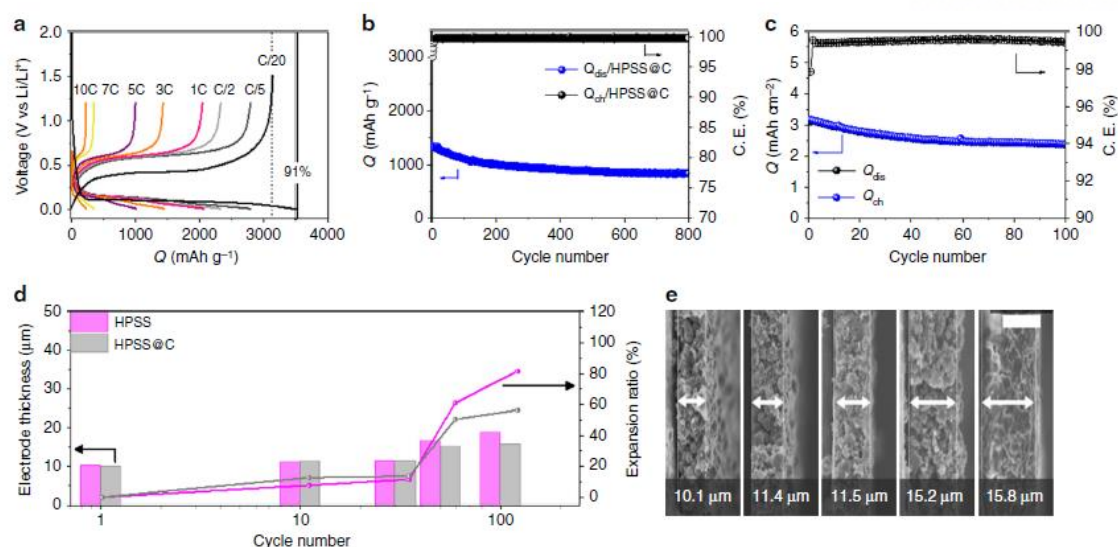 a
Voltage (V vs Li/Li⁺)
2.0
1.5
1.0
0.5
0.0
10C 7C 5C 3C 1C C/2 C/5
C/20
91%
0 1000 2000 3000 4000
Q (mAh g⁻¹)
b
Q (mAh g⁻¹)
3000
2000
1000
0
Q_dis/HPSS@C
Q_ch/HPSS@C
100
95
90
85
80
75
70
C.E. (%)
0 200 400 600 800
Cycle number
c
Q (mAh cm⁻²)
6
5
4
3
2
1
0
Q_dis
Q_ch
100
98
96
94
92
90
C.E. (%)
0 20 40 60 80 100
Cycle number
d
Electrode thickness (μm)
50
40
30
20
10
0
HPSS
HPSS@C
120
100
80
60
40
20
0
Expansion ratio (%)
1 10 100
Cycle number
e
10.1 μm 11.4 μm 11.5 μm 15.2 μm 15.8 μm